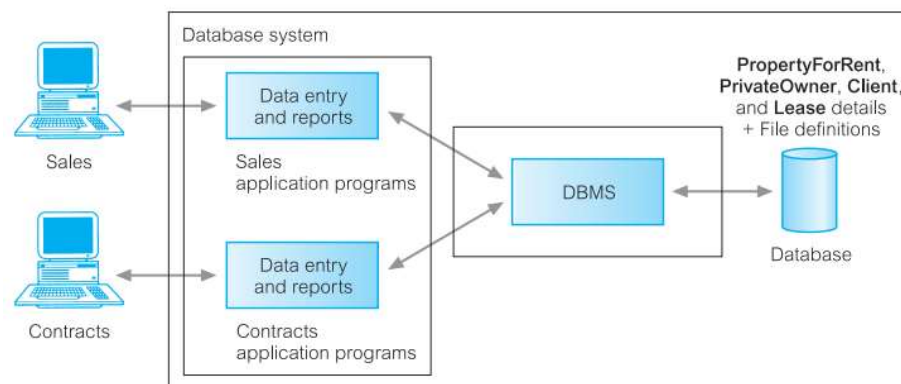 Database system
Data entry
and reports
Sales
application programs
Sales
Data entry
and reports
Contracts
application programs
Contracts
DBMS
PropertyForRent,
PrivateOwner, Client,
and Lease details
+ File definitions
Database